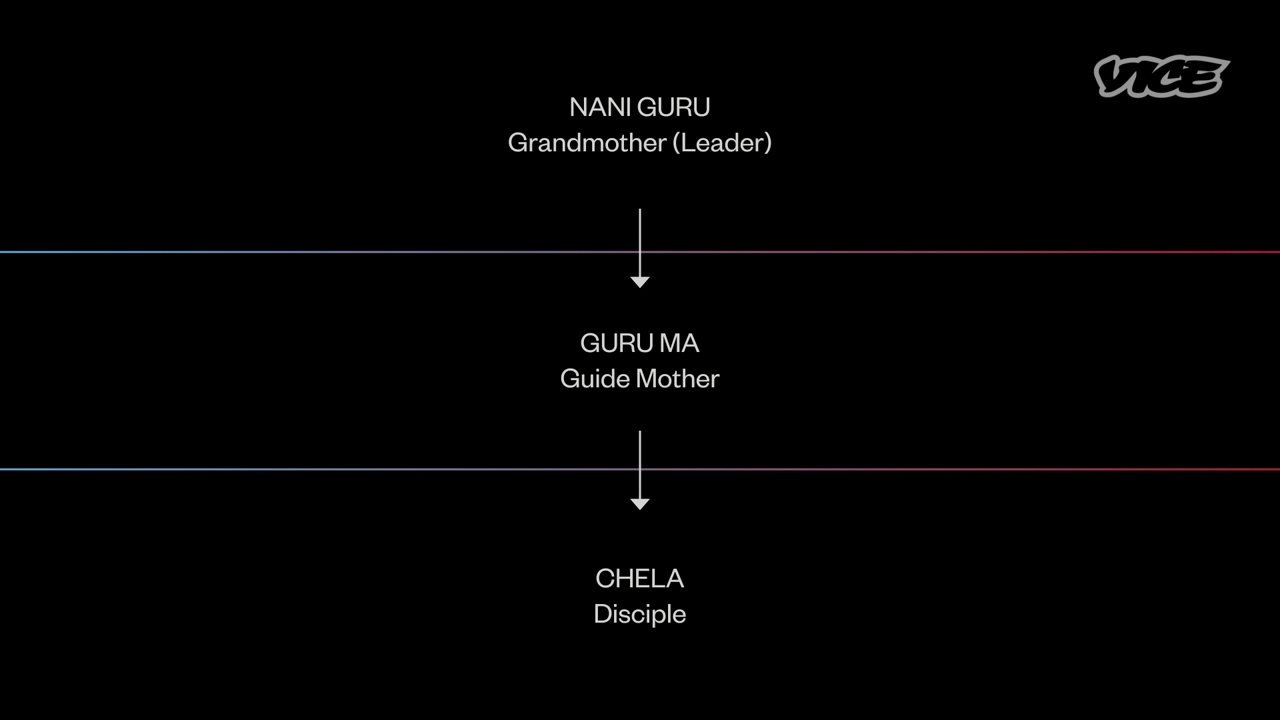 VICE
NANI GURU
Grandmother (Leader)
GURU MA
Guide Mother
CHELA
Disciple